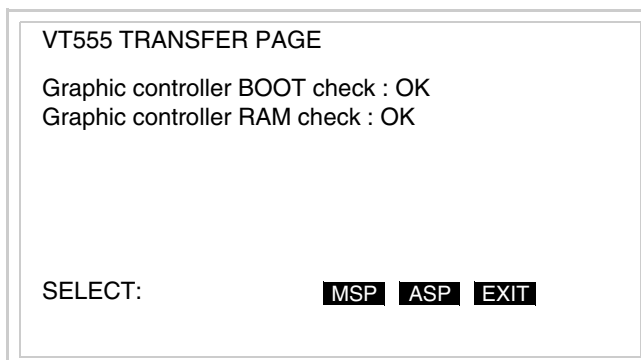 VT555 TRANSFER PAGE
Graphic controller BOOT check : OK
Graphic controller RAM check : OK
SELECT: MSP ASP EXIT